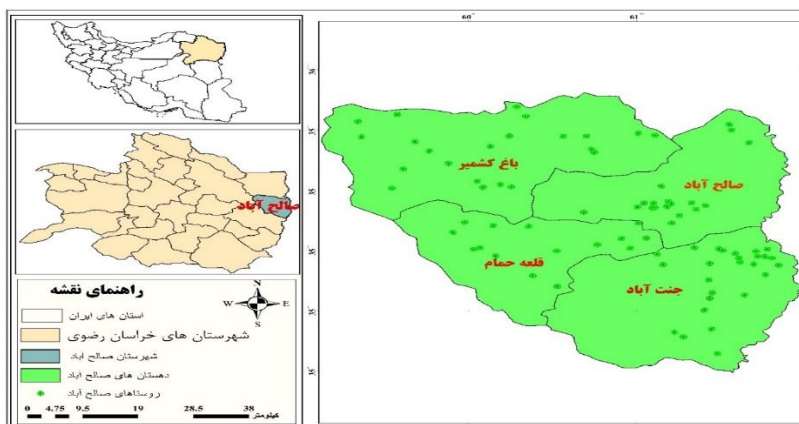 صالح آباد
راهنمای نقشه
N
W E
S
استان های ایران
شهرستان های خراسان رضوی
شهرستان صالح آباد
دهستان های صالح آباد
روستاهای صالح آباد
0 4.75 9.5 19 28.5 38
کیلومتر
60° 61°
باغ کشمیر
صالح آباد
قلعه حمام
جنت آباد